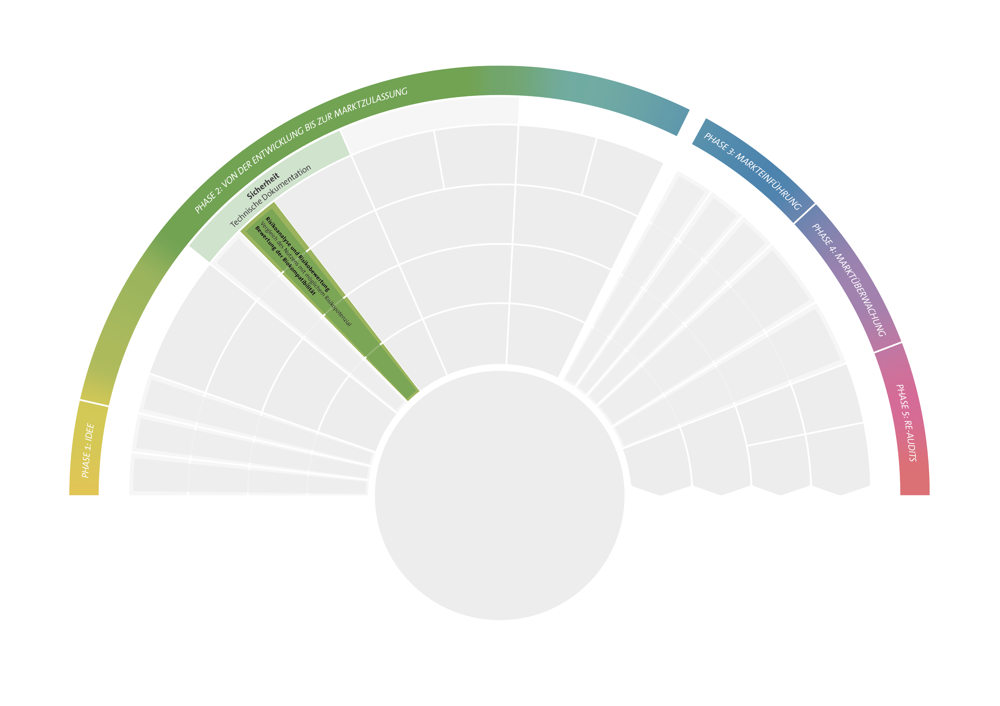 PHASE 1: IDEE
PHASE 2: VON DER ENTWICKLUNG BIS ZUR MARKTZULASSUNG
Sicherheit
Technische Dokumentation
Risikoanalyse und Risikobewertung
Vergleich des Nutzens mit möglichem Risikopotenzial
Bewertung der Biokompatibilität
PHASE 3: MARKTEINFÜHRUNG
PHASE 4: MARKTÜBERWACHUNG
PHASE 5: RE-AUDITS